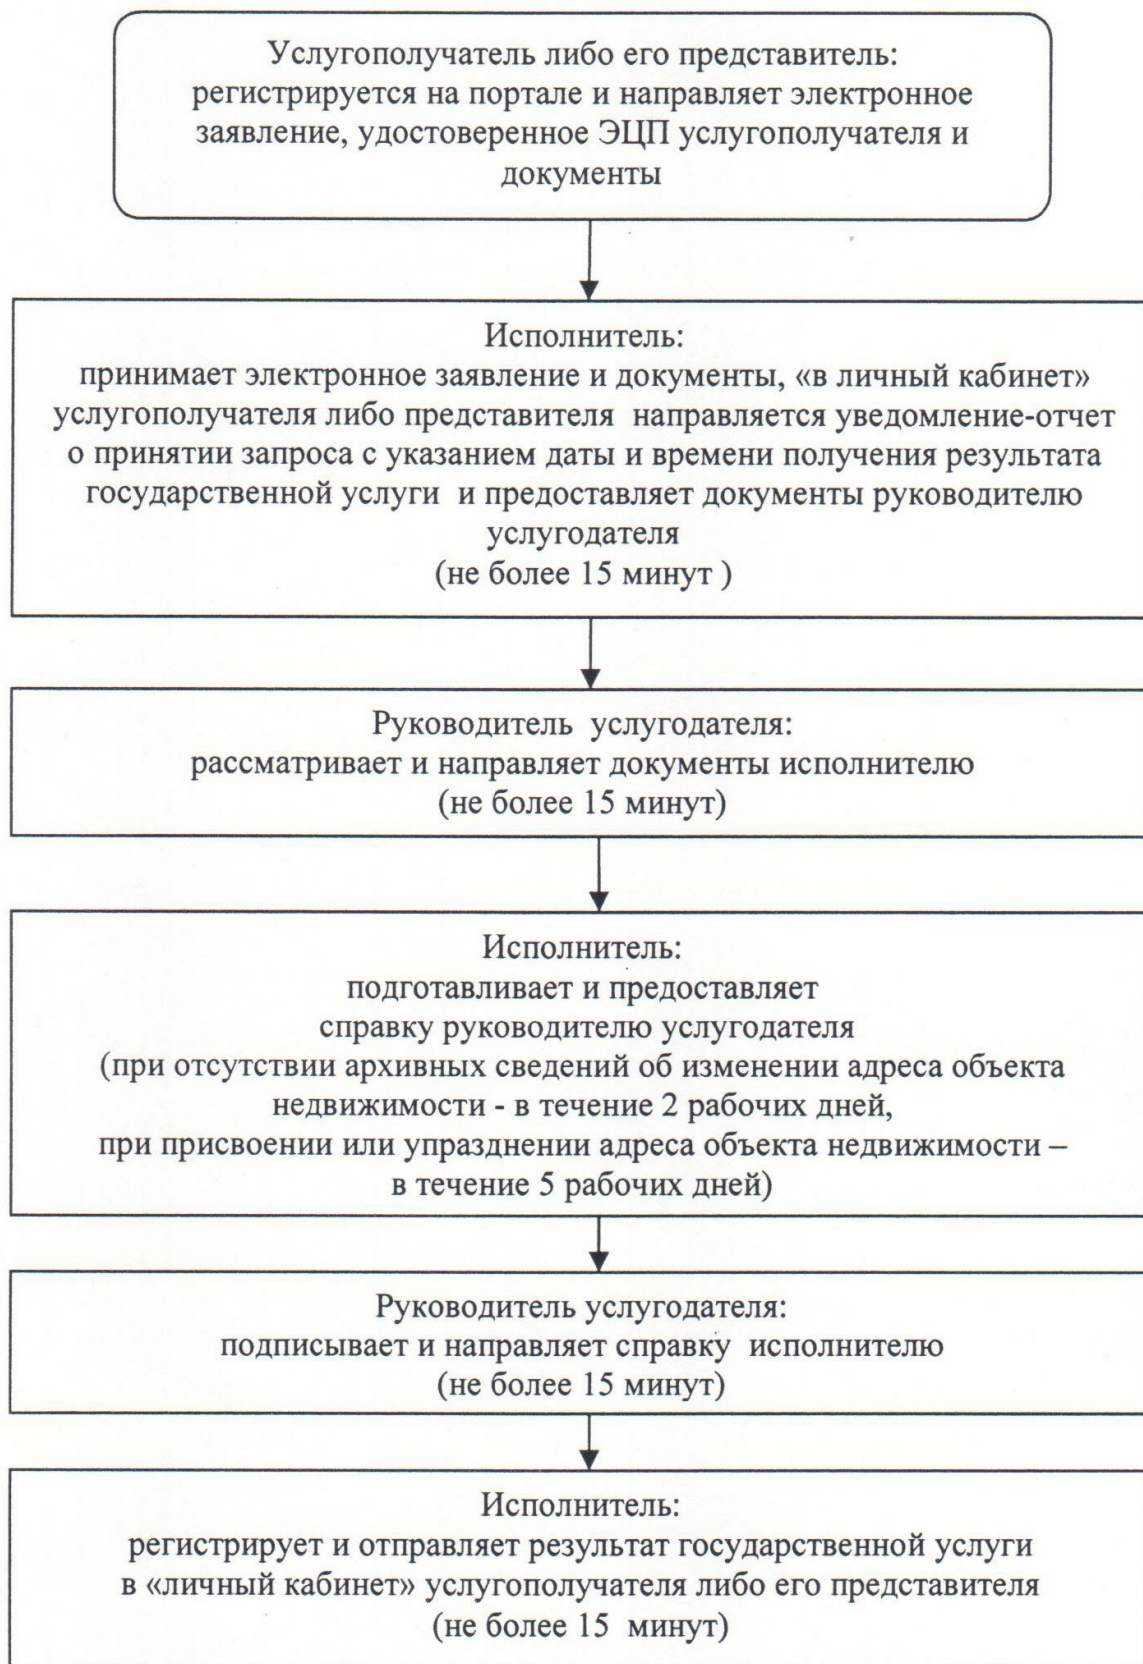 Услугополучатель либо его представитель:
регистрируется на портале и направляет электронное
заявление, удостоверенное ЭЦП услугополучателя и
документы
Исполнитель:
принимает электронное заявление и документы, «в личный кабинет»
услугополучателя либо представителя направляется уведомление-отчет
о принятии запроса с указанием даты и времени получения результата
государственной услуги и предоставляет документы руководителю
услугодателя
(не более 15 минут )
Руководитель услугодателя:
рассматривает и направляет документы исполнителю
(не более 15 минут)
Исполнитель:
подготавливает и предоставляет
справку руководителю услугодателя
(при отсутствии архивных сведений об изменении адреса объекта
недвижимости - в течение 2 рабочих дней,
при присвоении или упразднении адреса объекта недвижимости –
в течение 5 рабочих дней)
Руководитель услугодателя:
подписывает и направляет справку исполнителю
(не более 15 минут)
Исполнитель:
регистрирует и отправляет результат государственной услуги
в «личный кабинет» услугополучателя либо его представителя
(не более 15 минут)